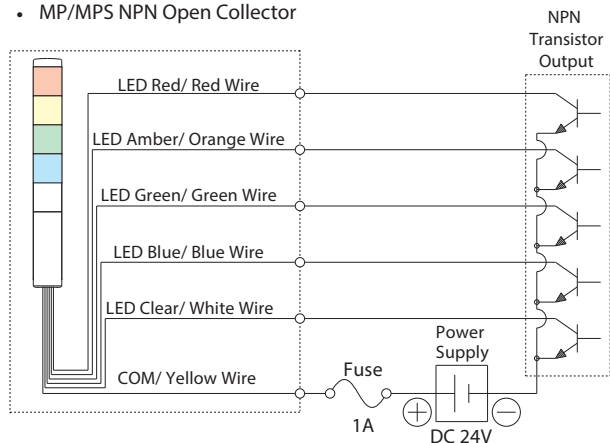 • MP/MPS NPN Open Collector
NPN
Transistor
Output
LED Red/ Red Wire
LED Amber/ Orange Wire
LED Green/ Green Wire
LED Blue/ Blue Wire
LED Clear/ White Wire
Power
Supply
COM/ Yellow Wire
Fuse
1A
+
−
DC 24V